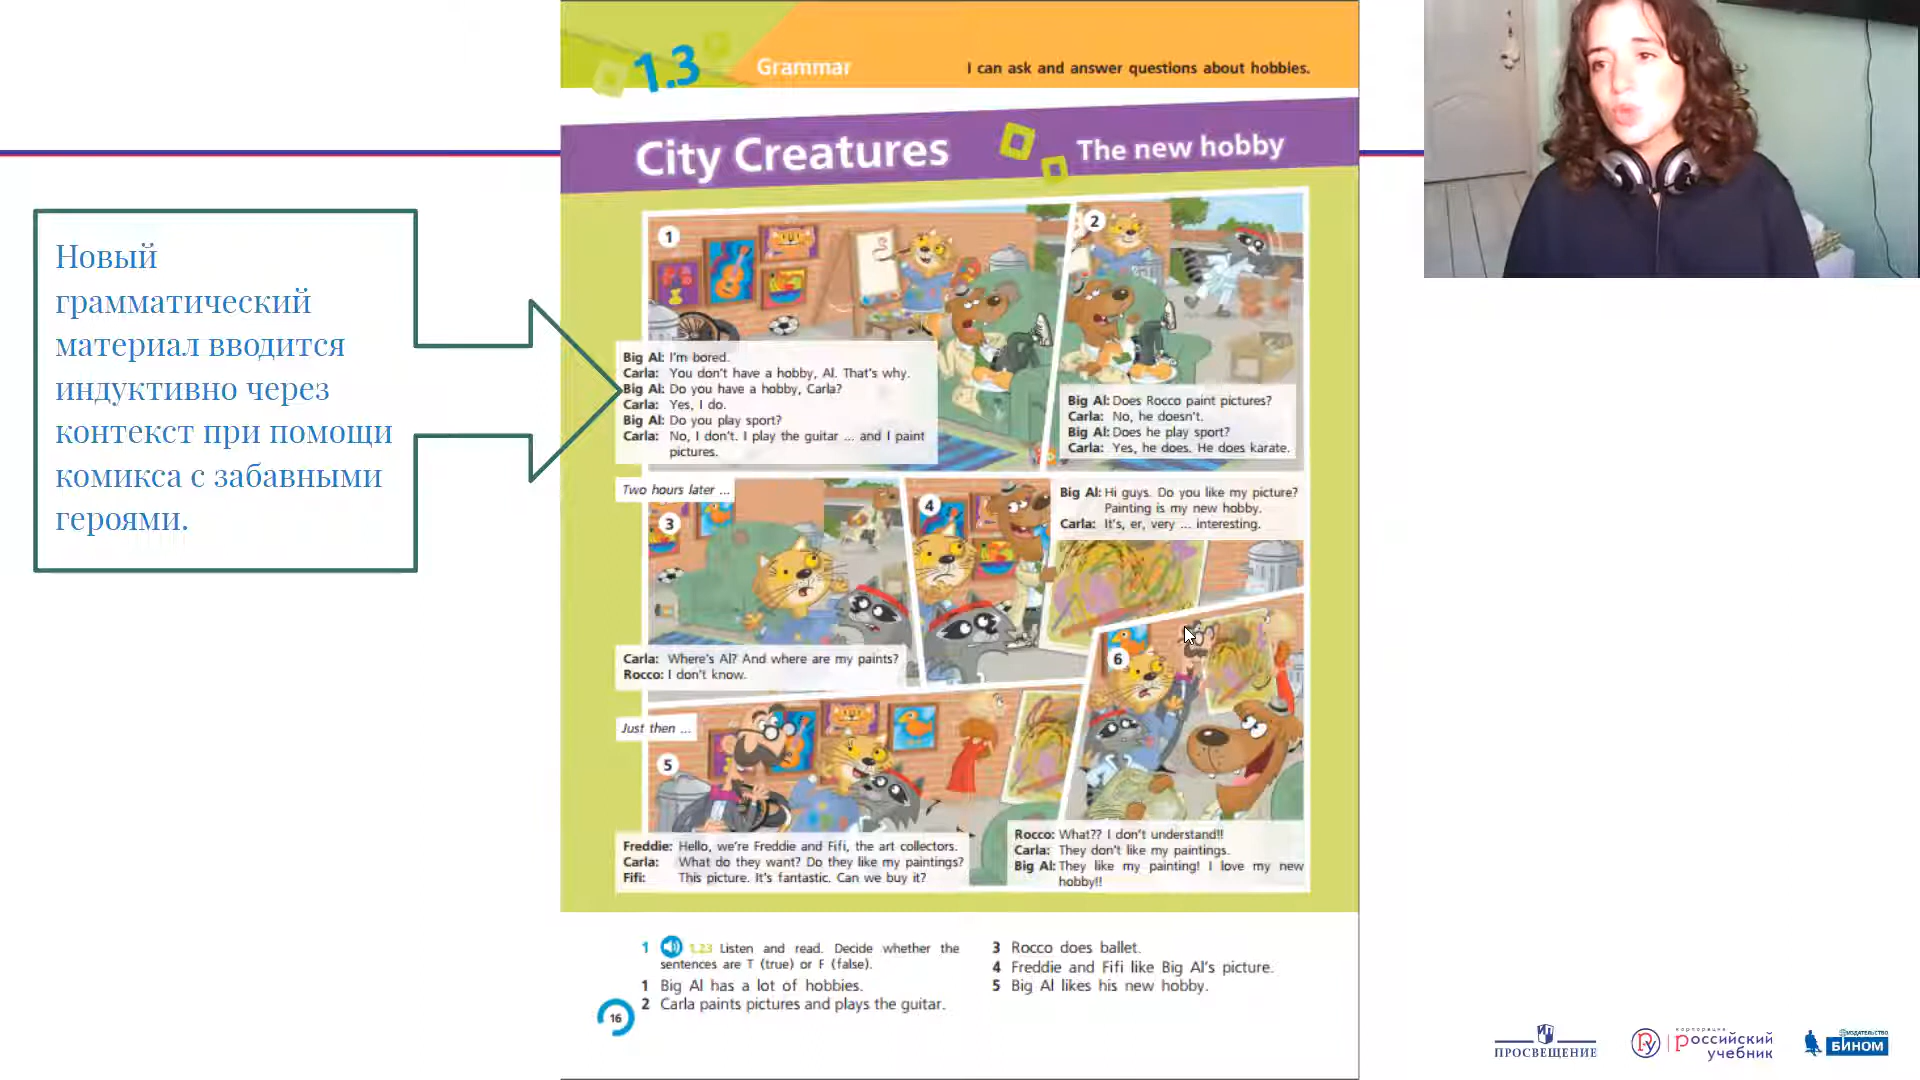 1.3
Grammar
I can ask and answer questions about hobbies.
City Creatures
The new hobby
Новый
грамматический
материал вводится
индуктивно через
контекст при помощи
комикса с забавными
героями.
1
Big Al: I'm bored.
Carla: You don't have a hobby, Al. That's why.
Big Al: Do you have a hobby, Carla?
Carla: Yes, I do.
Big Al: Do you play sport?
Carla: No, I don't. I play the guitar ... and I paint
pictures.
2
Big Al: Does Rocco paint pictures?
Carla: No, he doesn't.
Big Al: Does he play sport?
Carla: Yes, he does. He does karate.
Two hours later ...
3
Carla: Where's Al? And where are my paints?
Rocco: I don't know.
4
Big Al: Hi guys. Do you like my picture?
Painting is my new hobby.
Carla: It's, er, very ... interesting.
Just then ...
5
Freddie: Hello, we're Freddie and Fifi, the art collectors.
Carla: What do they want? Do they like my paintings?
Fifi: This picture. It's fantastic. Can we buy it?
6
Rocco: What?? I don't understand!!
Carla: They don't like my paintings.
Big Al: They like my painting! I love my new
hobby!!
1 1.23 Listen and read. Decide whether the
sentences are T (true) or F (false).
1 Big Al has a lot of hobbies.
2 Carla paints pictures and plays the guitar.
3 Rocco does ballet.
4 Freddie and Fifi like Big Al's picture.
5 Big Al likes his new hobby.
16
ПРОСВЕЩЕНИЕ
корпорация
российский
учебник
ИЗДАТЕЛЬСТВО
БИНОМ